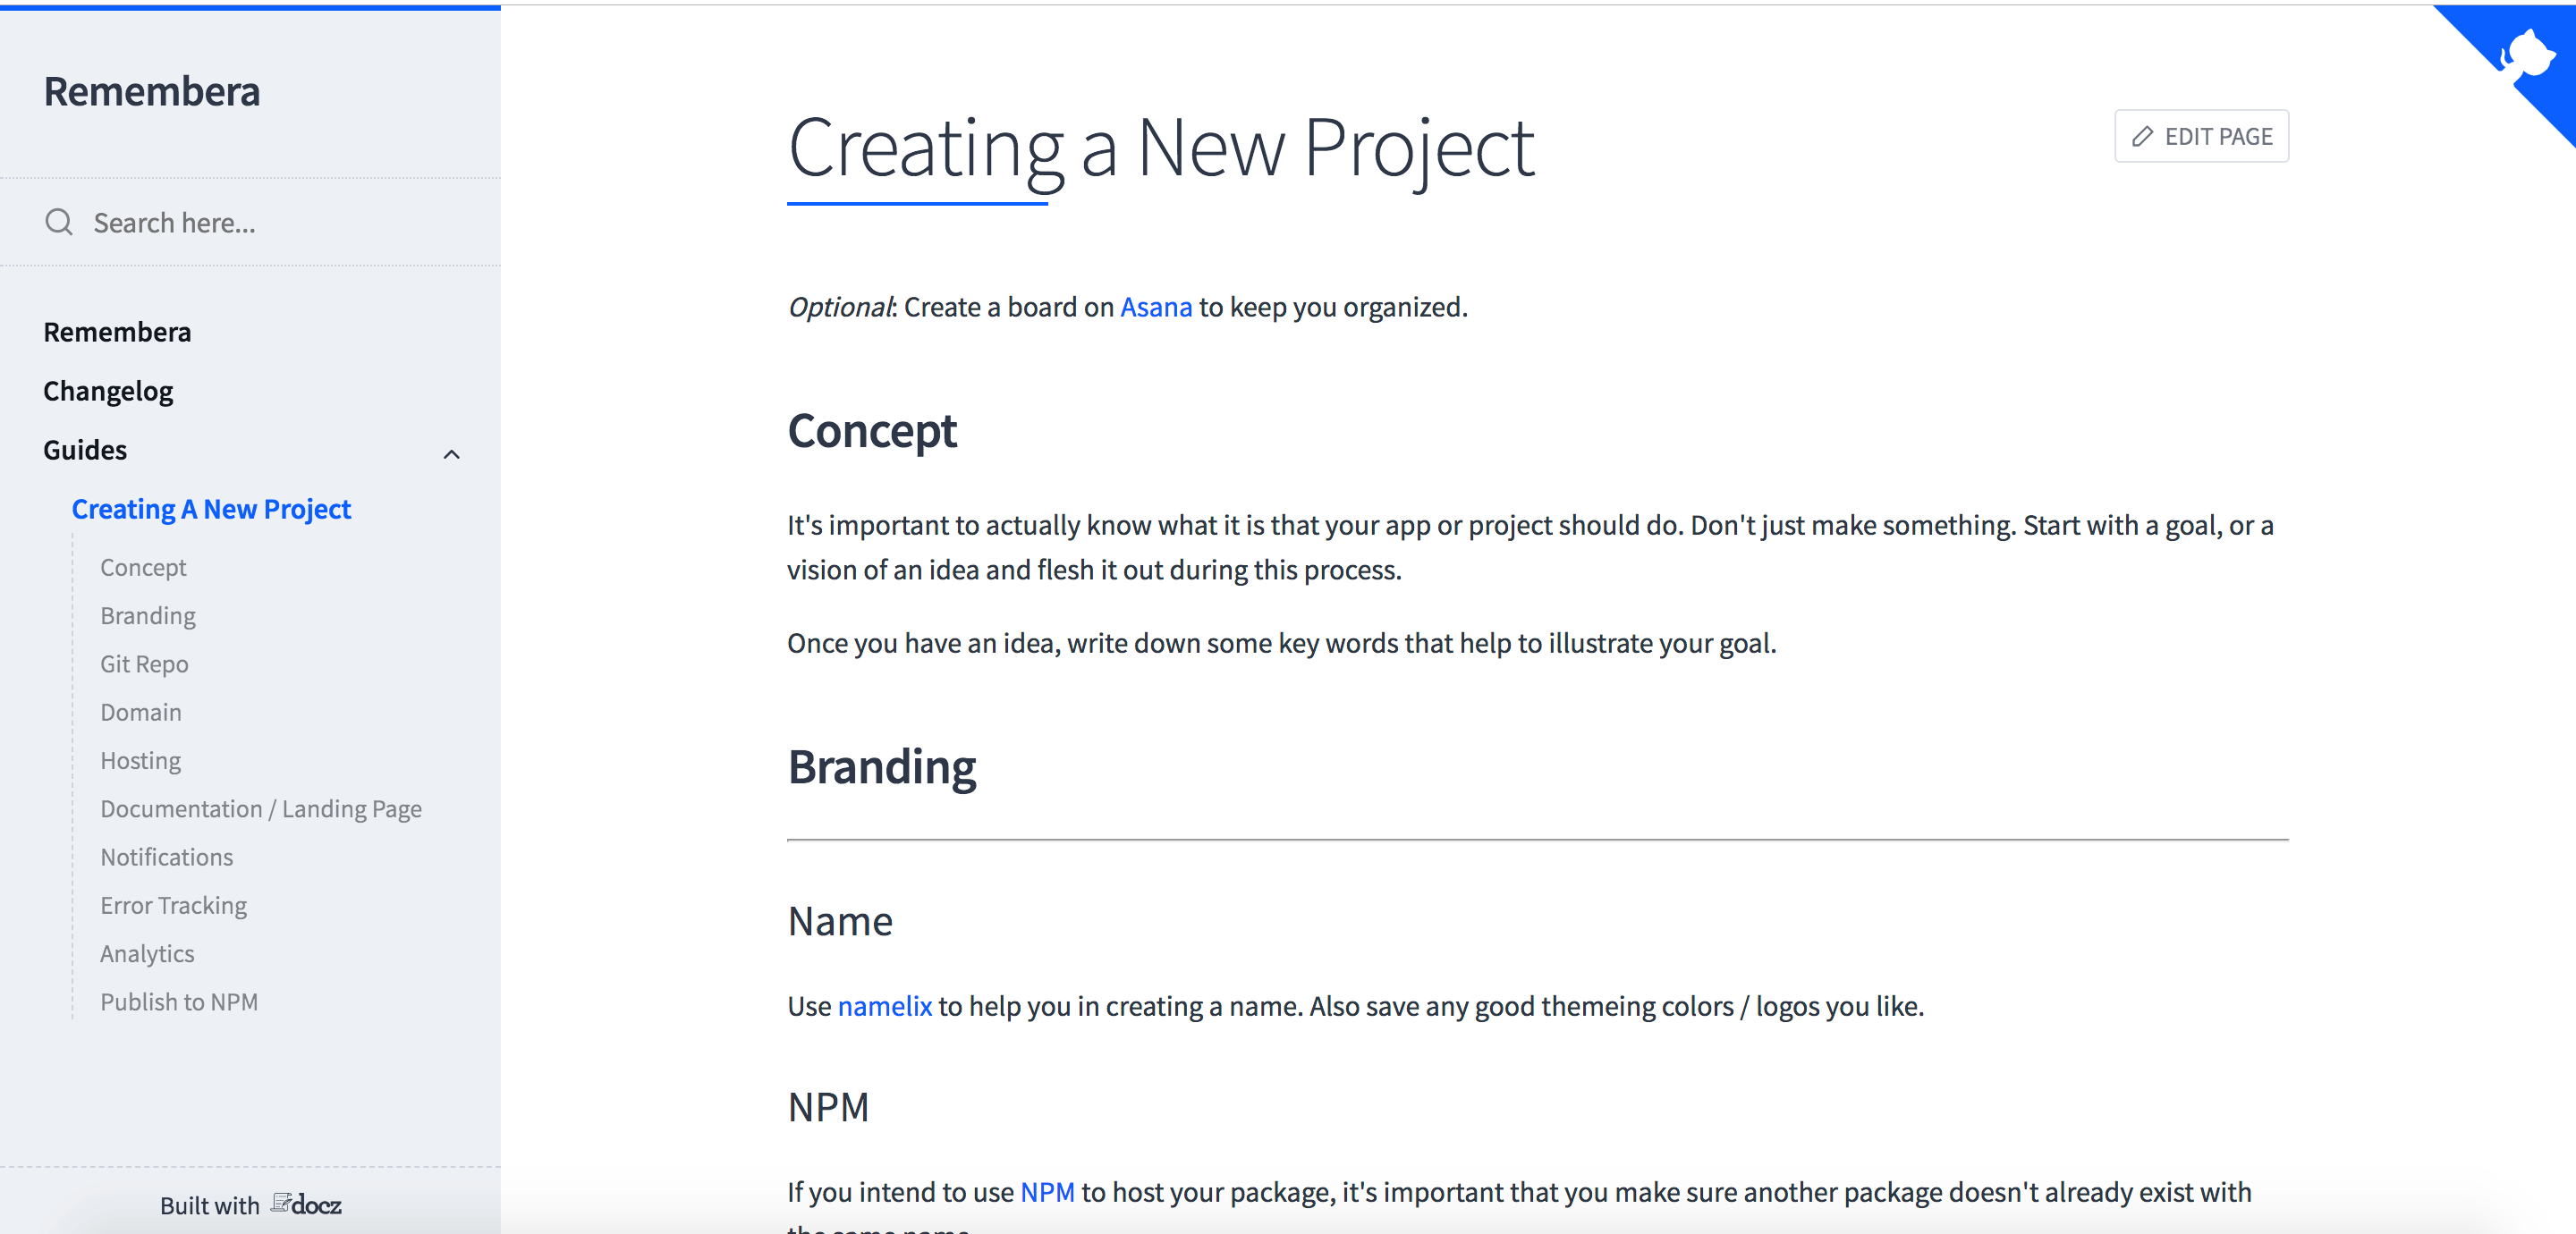 Remembera
Search here...
Remembera
Changelog
Guides
Creating A New Project
Concept
Branding
Git Repo
Domain
Hosting
Documentation / Landing Page
Notifications
Error Tracking
Analytics
Publish to NPM
Built with docz
Creating a New Project
EDIT PAGE
Optional: Create a board on Asana to keep you organized.
Concept
It's important to actually know what it is that your app or project should do. Don't just make something. Start with a goal, or a
vision of an idea and flesh it out during this process.
Once you have an idea, write down some key words that help to illustrate your goal.
Branding
Name
Use namelix to help you in creating a name. Also save any good themeing colors / logos you like.
NPM
If you intend to use NPM to host your package, it's important that you make sure another package doesn't already exist with
the same name.